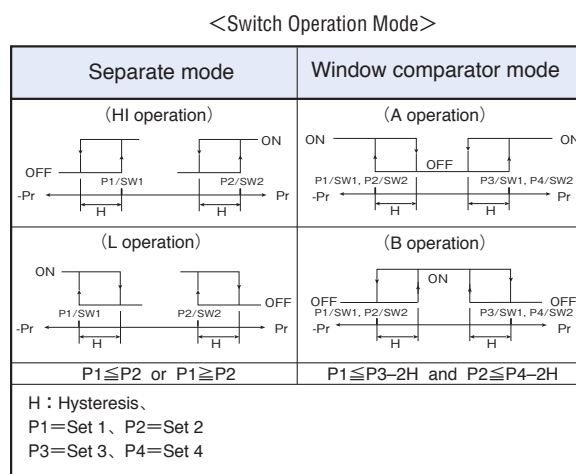 <Switch Operation Mode>
Separate mode
Window comparator mode
(HI operation)
ON
OFF
P1/SW1
P2/SW2
-Pr
Pr
H
H
(A operation)
ON
ON
OFF
P1/SW1, P2/SW2
P3/SW1, P4/SW2
-Pr
Pr
H
H
(L operation)
ON
OFF
P1/SW1
P2/SW2
-Pr
Pr
H
H
(B operation)
ON
OFF
OFF
P1/SW1, P2/SW2
P3/SW1, P4/SW2
-Pr
Pr
H
H
P1≦P2 or P1≧P2
P1≦P3–2H and P2≦P4–2H
H：Hysteresis、
P1＝Set 1、P2＝Set 2
P3＝Set 3、P4＝Set 4